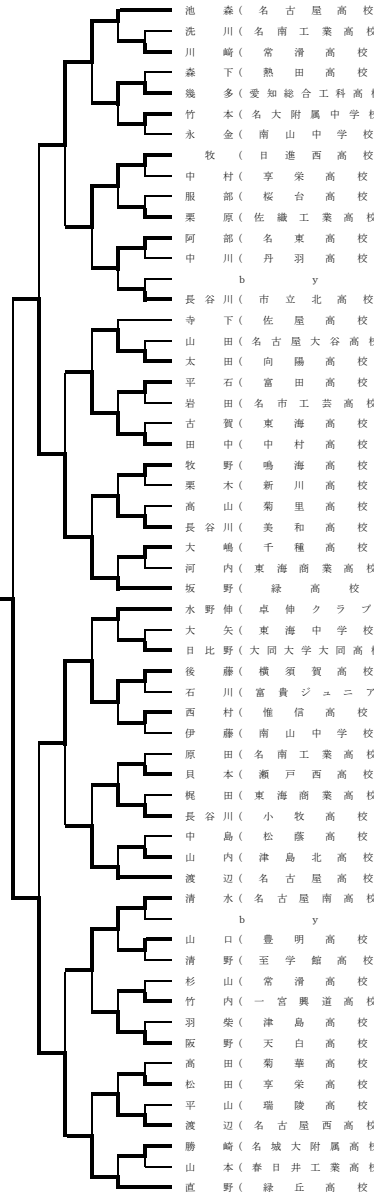 池森(名古屋高校
洗川(名南工業高校
川崎(常滑高校
森下(熱田高校
幾多(愛知総合工科高校
竹本(名大附属中学校
永金(南山中学校
牧(日進西高校
中村(享栄高校
服部(桜台高校
栗原(佐織工業高校
阿部(名東高校
中川(丹羽高校
by
長谷川(市立北高校
寺下(佐屋高校
山田(名古屋大谷高校
太田(向陽高校
平石(富田高校
岩田(名市工芸高校
古賀(東海高校
田中(中村高校
牧野(鳴海高校
栗木(新川高校
高山(菊里高校
長谷川(美和高校
大嶋(千種高校
河内(東海商業高校
坂野(緑高校
水野伸(卓伸クラブ
大矢(東海中学校
日比野(大同大学大同高校
後藤(横須賀高校
石川(富貴ジュニア
西村(惟信高校
伊藤(南山中学校
原田(名南工業高校
貝本(瀬戸西高校
梶田(東海商業高校
長谷川(小牧高校
中島(松蔭高校
山内(津島北高校
渡辺(名古屋高校
清水(名古屋南高校
by
山口(豊明高校
清野(至学館高校
杉山(常滑高校
竹内(一宮興道高校
羽柴(津島高校
阪野(天白高校
高田(菊華高校
松田(享栄高校
平山(瑞陵高校
渡辺(名古屋西高校
勝崎(名城大附属高校
山本(春日井工業高校
直野(緑丘高校